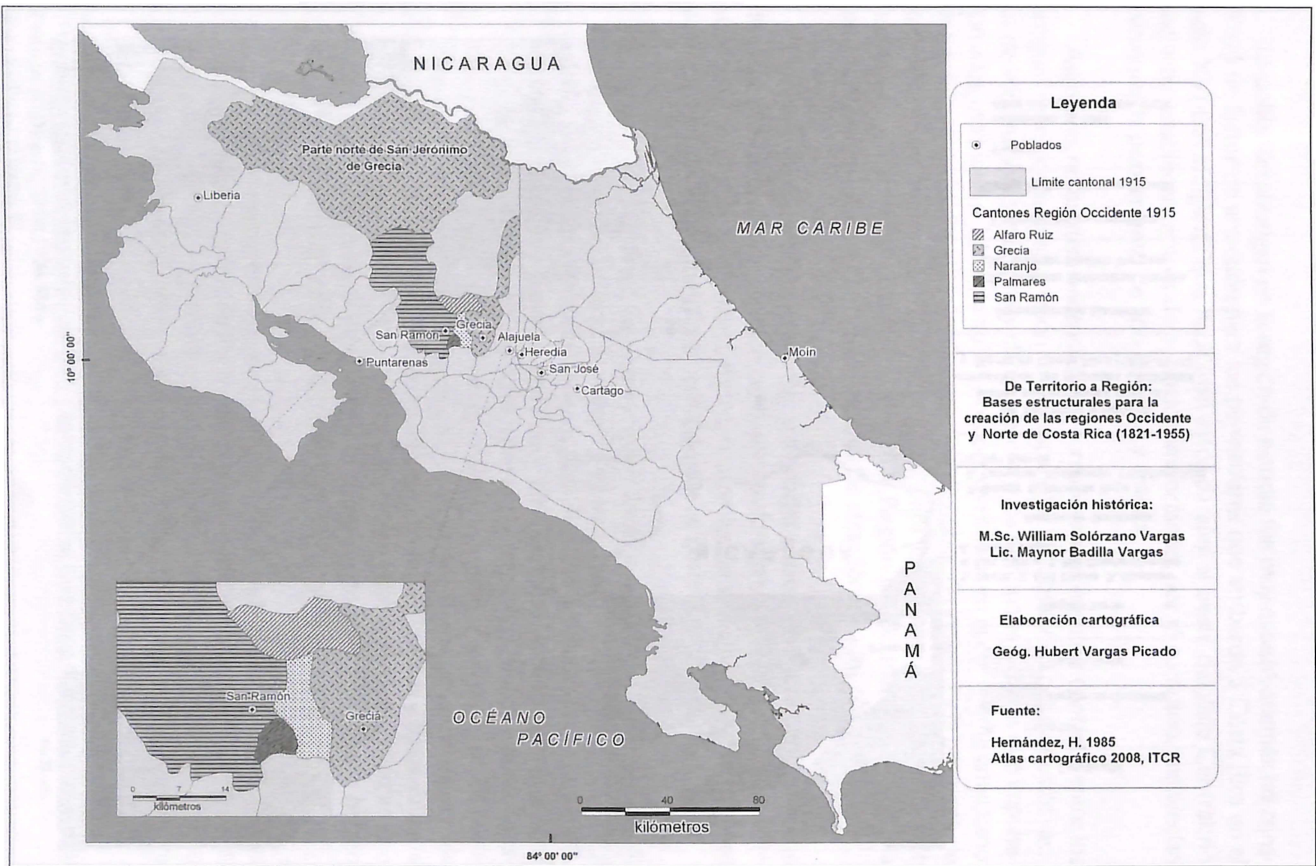 NICARAGUA
Parte norte de San Jerónimo
de Grecia
Liberia
MAR CARIBE
San Ramón
Grecia
Alajuela
Heredia
San José
Cartago
Puntarenas
Moín
10° 00' 00"
PANAMÁ
OCÉANO
PACÍFICO
San Ramón
Grecia
0 7 14
kilómetros
0 40 80
kilómetros
84° 00' 00"
Leyenda
Poblados
Límite cantonal 1915
Cantones Región Occidente 1915
Alfaro Ruiz
Grecia
Naranjo
Palmares
San Ramón
De Territorio a Región:
Bases estructurales para la
creación de las regiones Occidente
y Norte de Costa Rica (1821-1955)
Investigación histórica:
M.Sc. William Solórzano Vargas
Lic. Maynor Badilla Vargas
Elaboración cartográfica
Geóg. Hubert Vargas Picado
Fuente:
Hernández, H. 1985
Atlas cartográfico 2008, ITCR